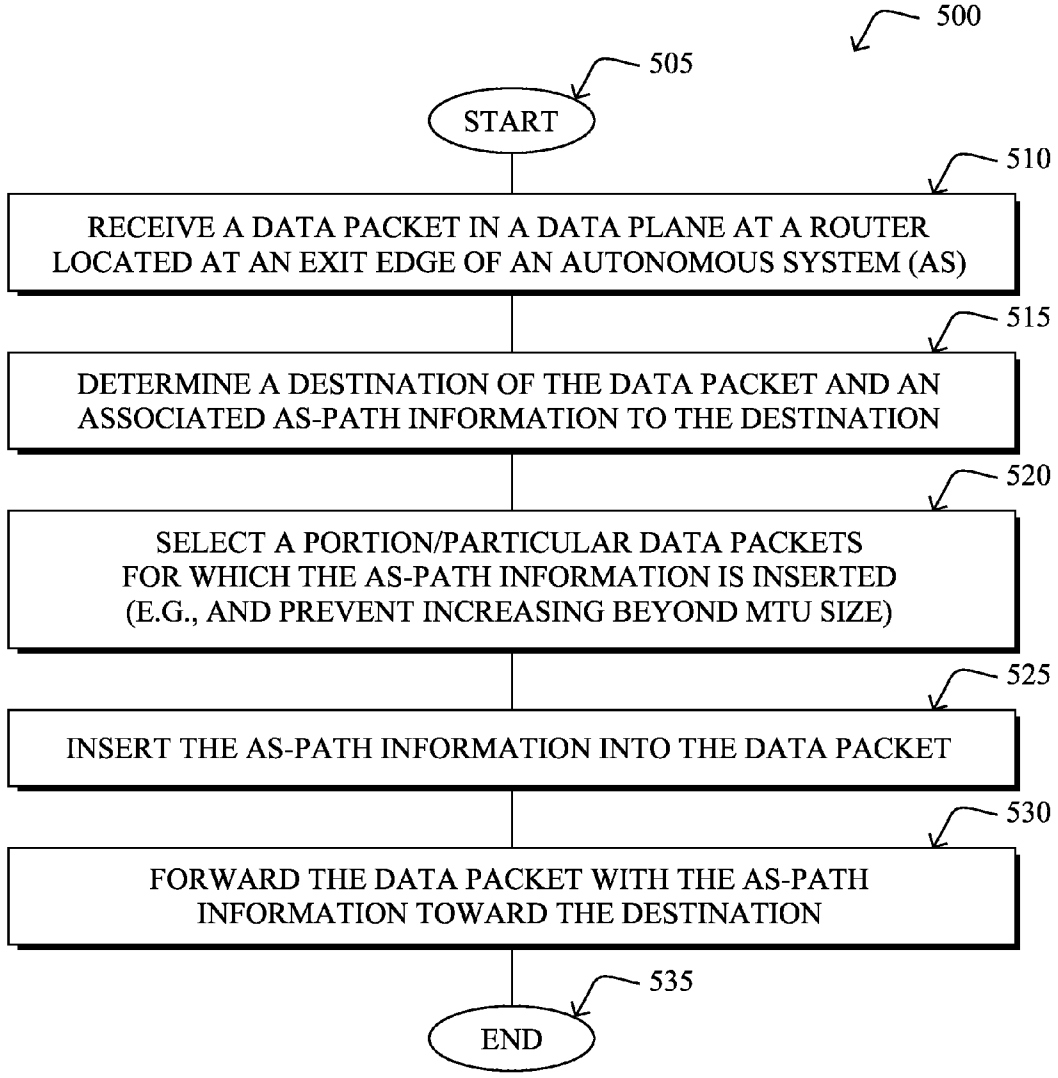 500
505
START
510
RECEIVE A DATA PACKET IN A DATA PLANE AT A ROUTER
LOCATED AT AN EXIT EDGE OF AN AUTONOMOUS SYSTEM (AS)
515
DETERMINE A DESTINATION OF THE DATA PACKET AND AN
ASSOCIATED AS-PATH INFORMATION TO THE DESTINATION
520
SELECT A PORTION/PARTICULAR DATA PACKETS
FOR WHICH THE AS-PATH INFORMATION IS INSERTED
(E.G., AND PREVENT INCREASING BEYOND MTU SIZE)
525
INSERT THE AS-PATH INFORMATION INTO THE DATA PACKET
530
FORWARD THE DATA PACKET WITH THE AS-PATH
INFORMATION TOWARD THE DESTINATION
535
END